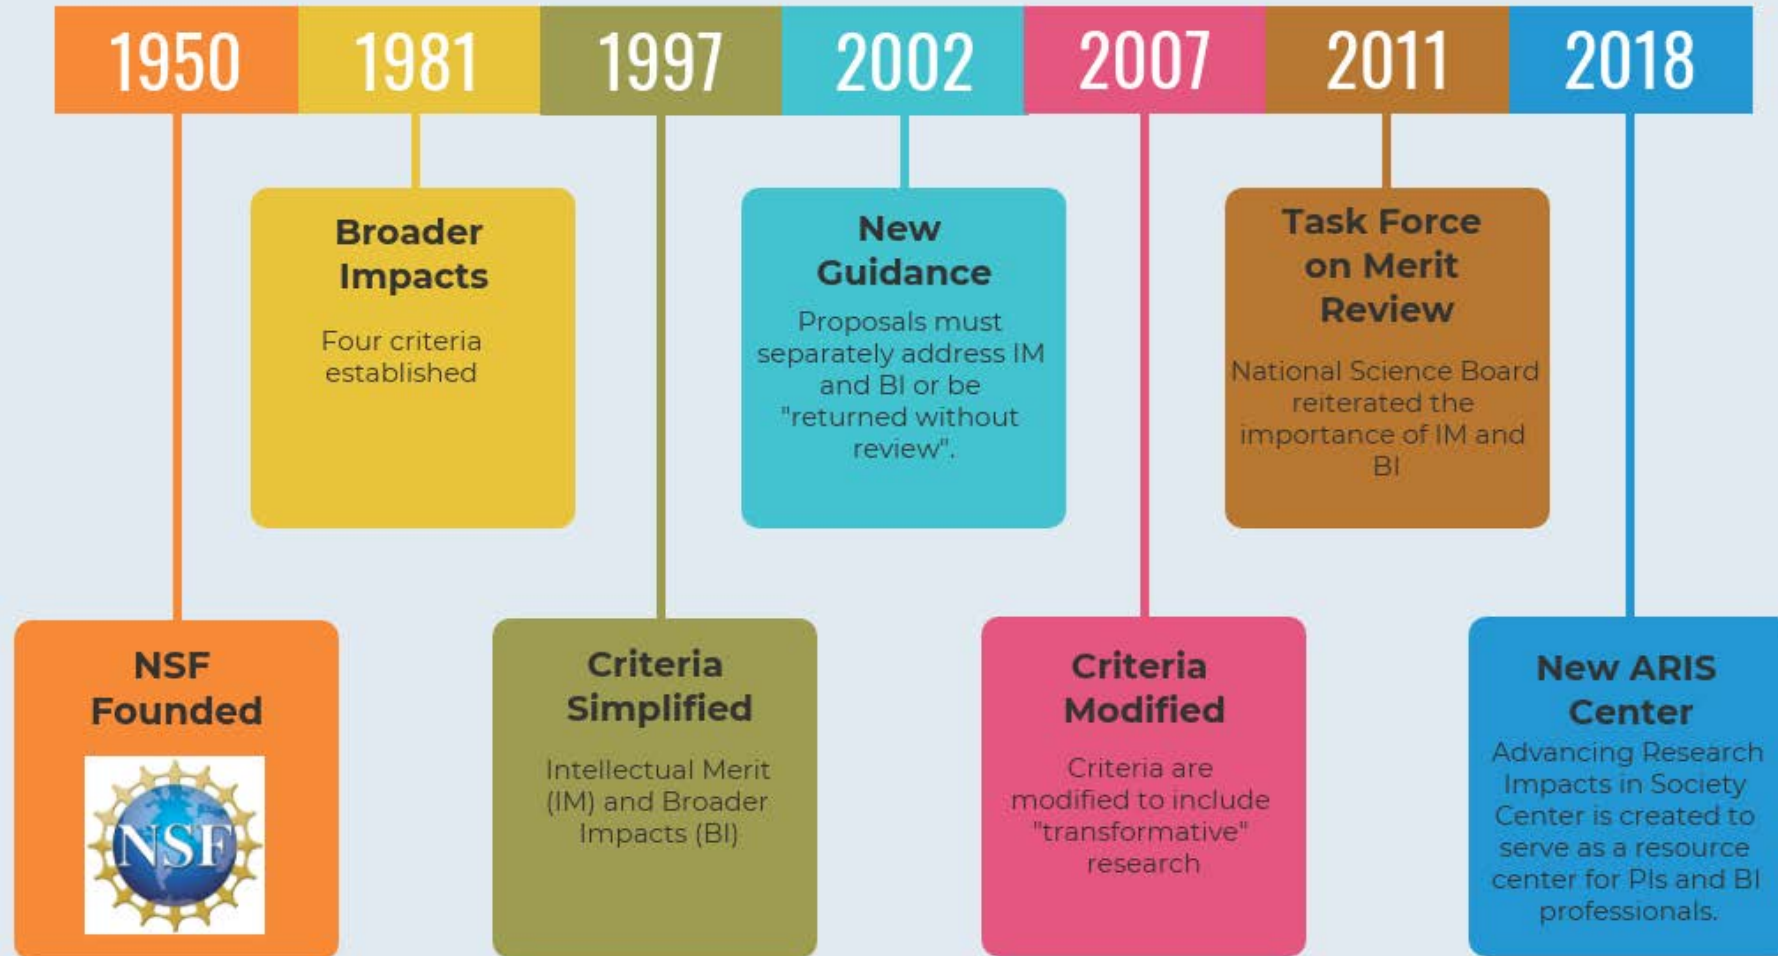 1950
1981
1997
2002
2007
2011
2018
Broader
Impacts
Four criteria
established
New
Guidance
Proposals must
separately address IM
and BI or be
"returned without
review".
Task Force
on Merit
Review
National Science Board
reiterated the
importance of IM and
BI
NSF
Founded
NSF
Criteria
Simplified
Intellectual Merit
(IM) and Broader
Impacts (BI)
Criteria
Modified
Criteria are
modified to include
"transformative"
research
New ARIS
Center
Advancing Research
Impacts in Society
Center is created to
serve as a resource
center for PIs and BI
professionals.